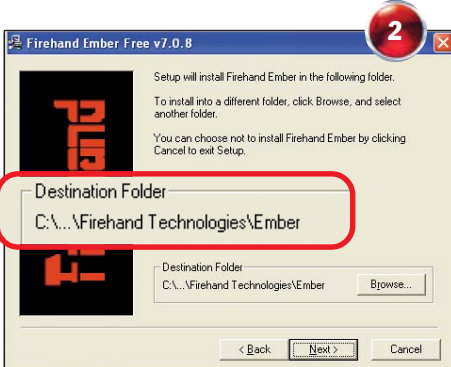 2
Firehand Ember Free v7.0.8
Setup will install Firehand Ember in the following folder.
To install into a different folder, click Browse, and select
another folder.
You can choose not to install Firehand Ember by clicking
Cancel to exit Setup.
Destination Folder
C:\...\Firehand Technologies\Ember
Destination Folder
C:\...\Firehand Technologies\Ember
Browse...
< Back
Next >
Cancel